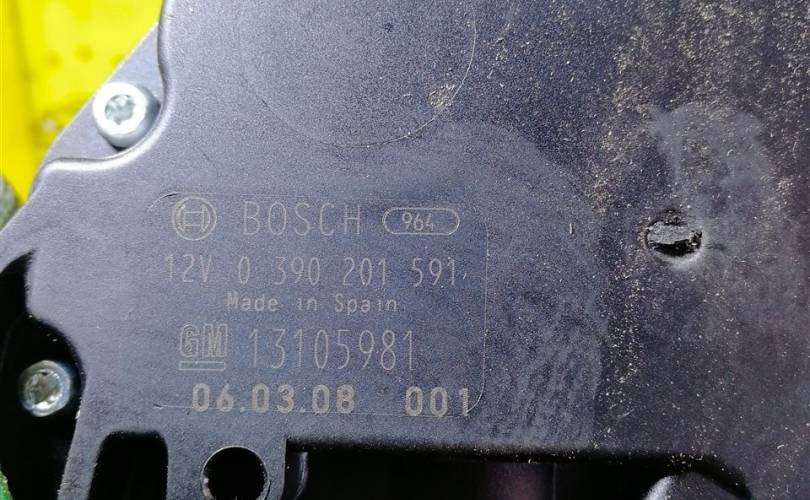 BOSCH 964
12V 0 390 201 591
Made in Spain
GM 13105981
06.03.08 001